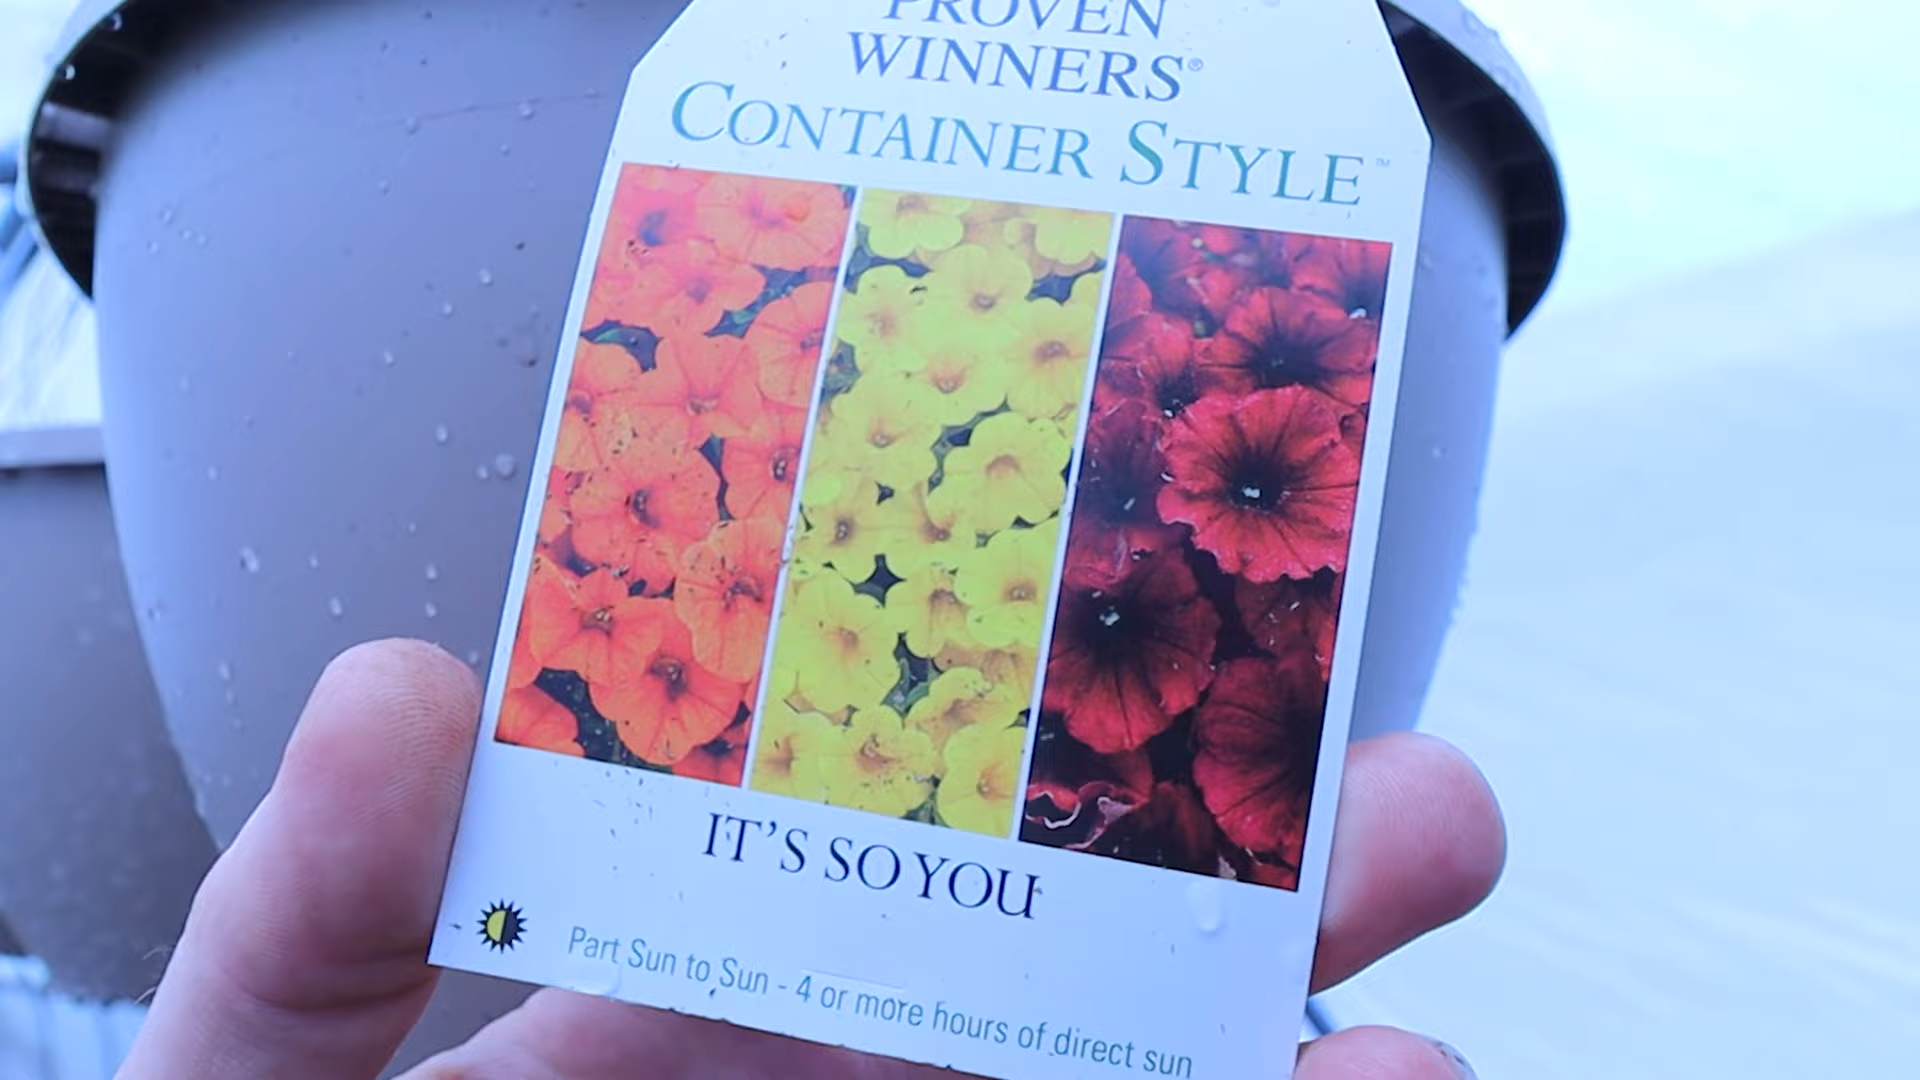 PROVEN
WINNERS®
CONTAINER STYLE™
IT'S SO YOU
Part Sun to Sun - 4 or more hours of direct sun